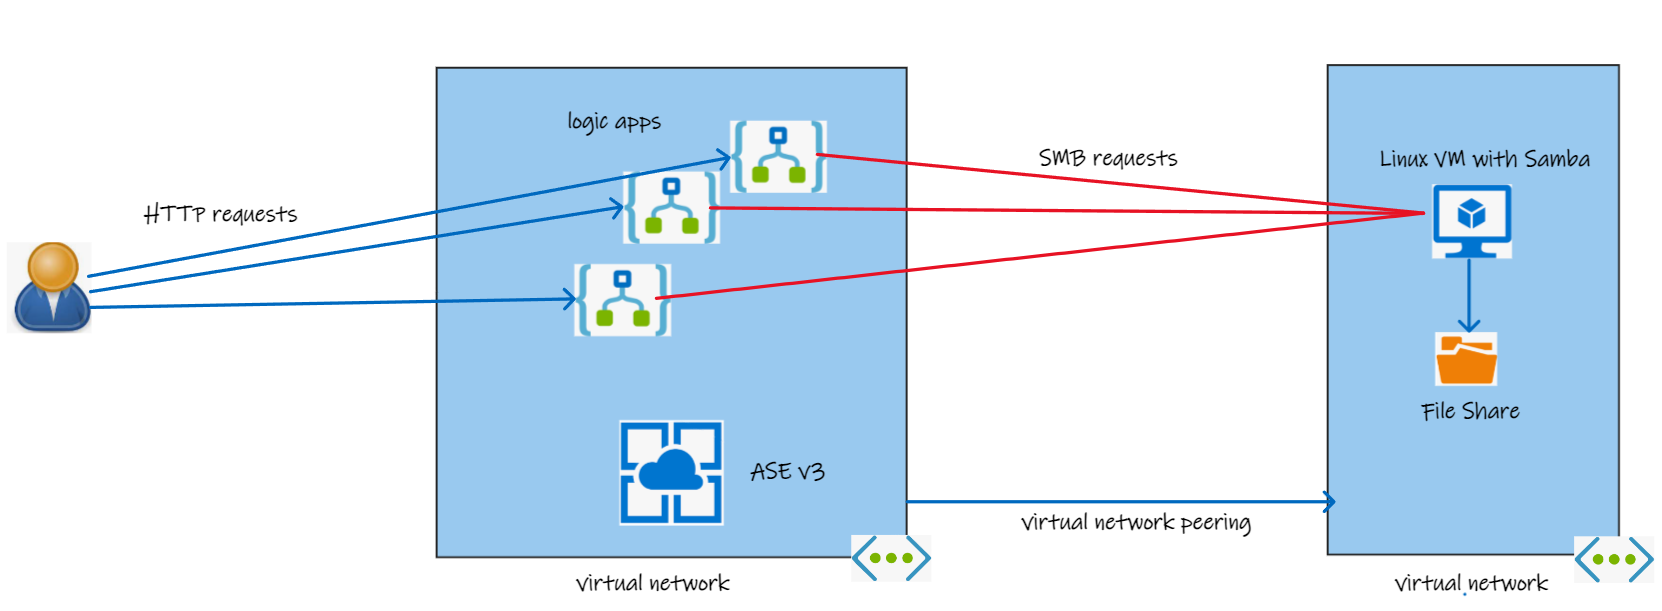 logic apps
SMB requests
Linux VM with Samba
HTTP requests
File Share
ASE v3
virtual network peering
virtual network
virtual network